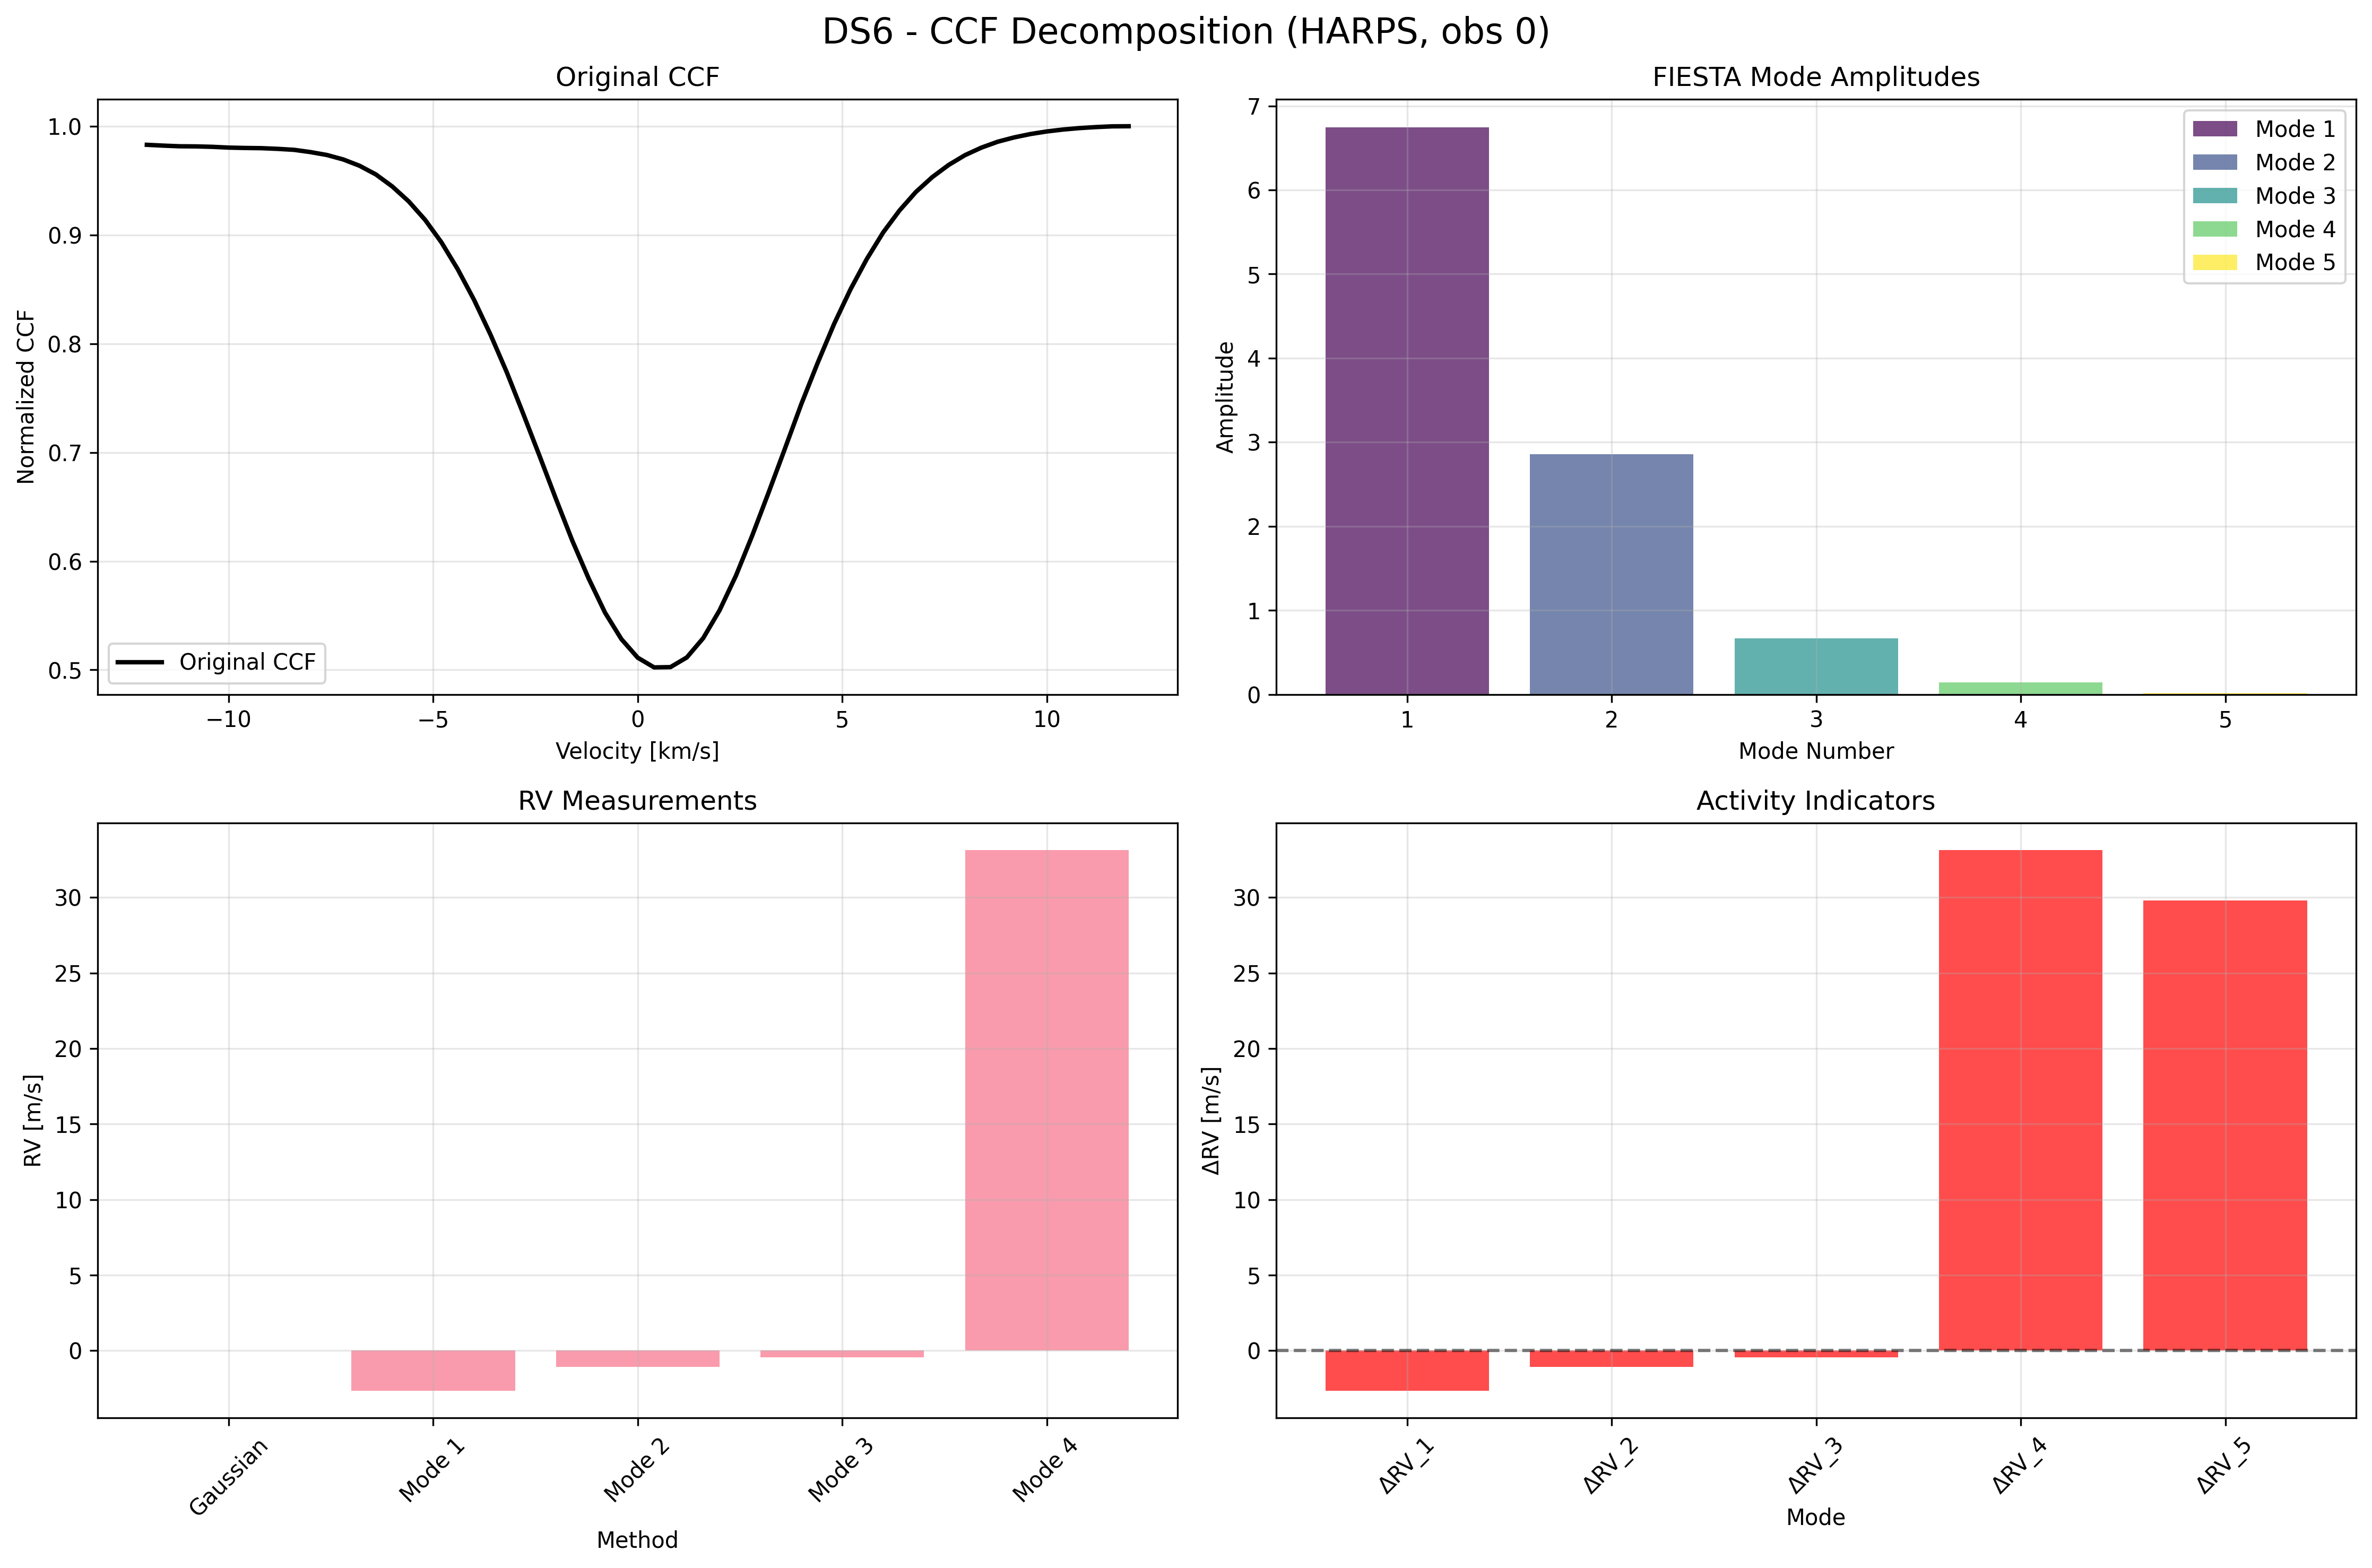 DS6 - CCF Decomposition (HARPS, obs 0)
Original CCF
Normalized CCF
1.0
0.9
0.8
0.7
0.6
0.5
Original CCF
−10
−5
0
5
10
Velocity [km/s]
FIESTA Mode Amplitudes
Amplitude
7
6
5
4
3
2
1
0
Mode 1
Mode 2
Mode 3
Mode 4
Mode 5
1
2
3
4
5
Mode Number
RV Measurements
RV [m/s]
30
25
20
15
10
5
0
Gaussian
Mode 1
Mode 2
Mode 3
Mode 4
Method
Activity Indicators
ΔRV [m/s]
30
25
20
15
10
5
0
ΔRV_1
ΔRV_2
ΔRV_3
ΔRV_4
ΔRV_5
Mode